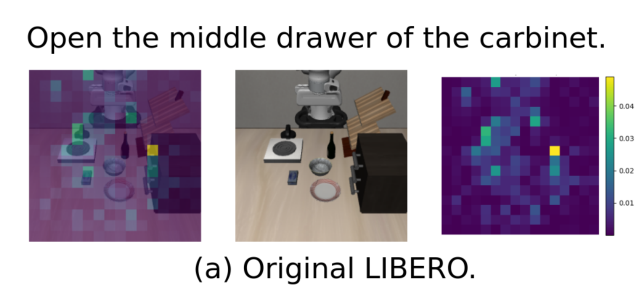 Open the middle drawer of the carbinet.
0.04
0.03
0.02
0.01
(a) Original LIBERO.